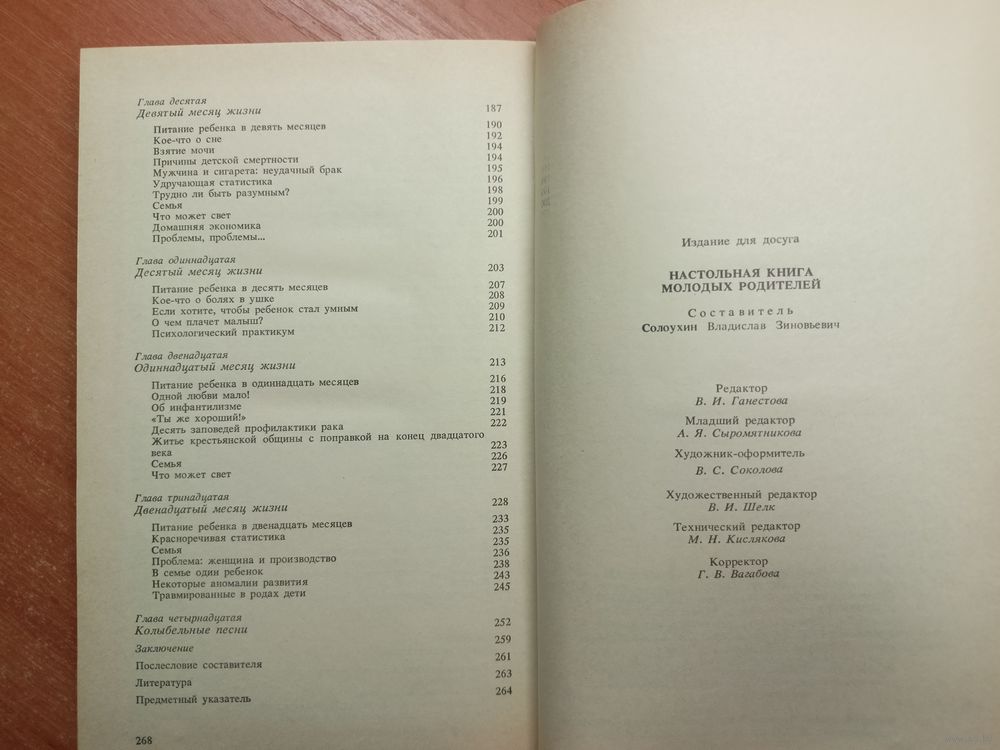 Глава десятая
Девятый месяц жизни 187
Питание ребенка в девять месяцев 190
Кое-что о сне 192
Взятие мочи 194
Причины детской смертности 194
Мужчина и сигарета: неудачный брак 195
Удручающая статистика 196
Трудно ли быть разумным? 198
Семья 199
Что может свет 200
Домашняя экономика 200
Проблемы, проблемы... 201
Глава одиннадцатая
Десятый месяц жизни 203
Питание ребенка в десять месяцев 207
Кое-что о болях в ушке 208
Если хотите, чтобы ребенок стал умным 209
О чем плачет малыш? 210
Психологический практикум 212
Глава двенадцатая
Одиннадцатый месяц жизни 213
Питание ребенка в одиннадцать месяцев 216
Одной любви мало! 218
Об инфантилизме 219
«Ты же хороший!» 221
Десять заповедей профилактики рака 222
Житье крестьянской общины с поправкой на конец двадцатого
века 223
Семья 226
Что может свет 227
Глава тринадцатая
Двенадцатый месяц жизни 228
Питание ребенка в двенадцать месяцев 233
Красноречивая статистика 235
Семья 235
Проблема: женщина и производство 236
В семье один ребенок 238
Некоторые аномалии развития 243
Травмированные в родах дети 245
Глава четырнадцатая
Колыбельные песни 252
Заключение 259
Послесловие составителя 261
Литература 263
Предметный указатель 264
268
Издание для досуга
НАСТОЛЬНАЯ КНИГА
МОЛОДЫХ РОДИТЕЛЕЙ
Составитель
Солоухин Владислав Зиновьевич
Редактор
В. И. Ганестова
Младший редактор
А. Я. Сыромятникова
Художник-оформитель
В. С. Соколова
Художественный редактор
В. И. Шелк
Технический редактор
М. Н. Кислякова
Корректор
Г. В. Вагабова